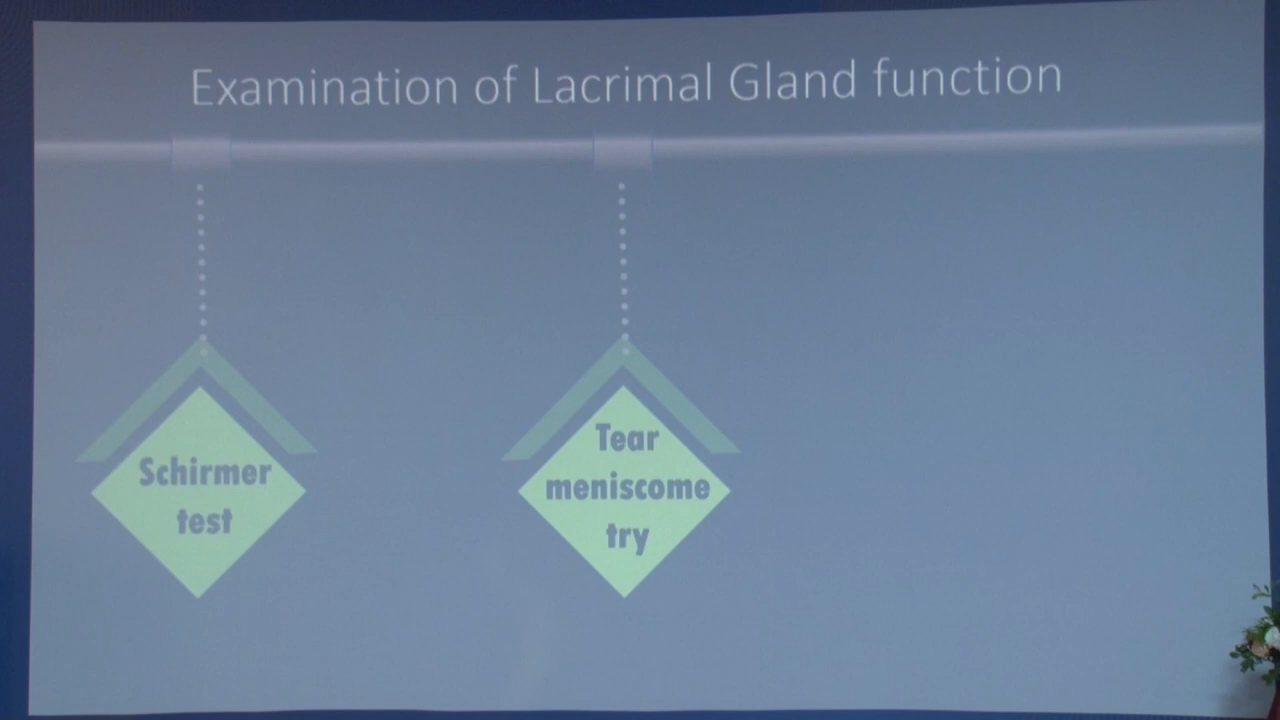 Examination of Lacrimal Gland function
Schirmer
test
Tear
meniscome
try